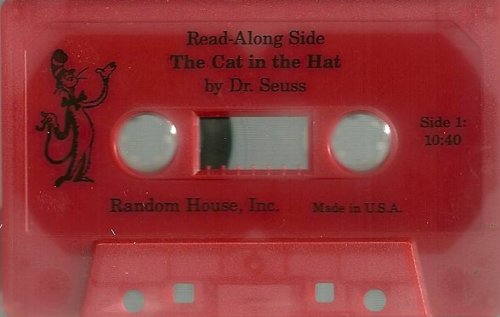 Read-Along Side
The Cat in the Hat
by Dr. Seuss
Side 1:
10:40
Random House, Inc.
Made in U.S.A.